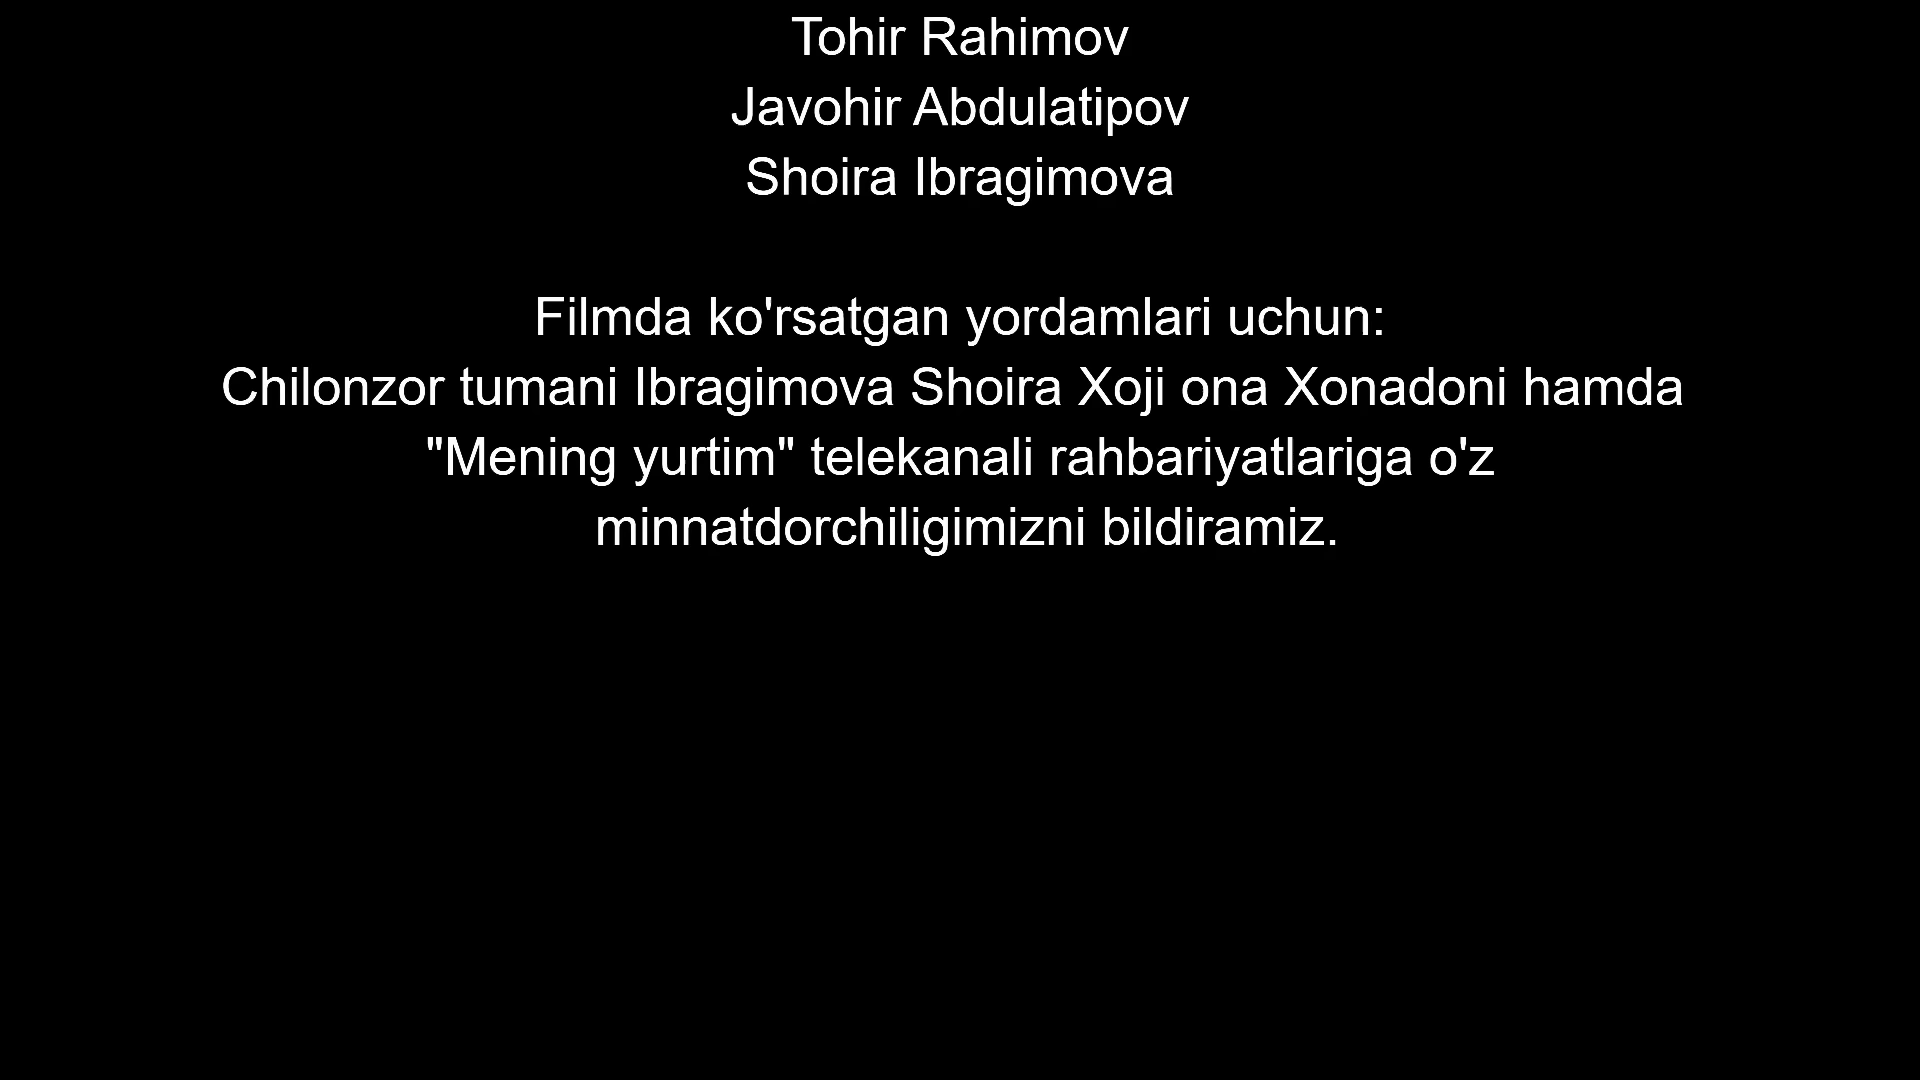 Tohir Rahimov
Javohir Abdulatipov
Shoira Ibragimova
Filmda ko'rsatgan yordamlari uchun:
Chilonzor tumani Ibragimova Shoira Xoji ona Xonadoni hamda
"Mening yurtim" telekanali rahbariyatlariga o'z
minnatdorchiligimizni bildiramiz.